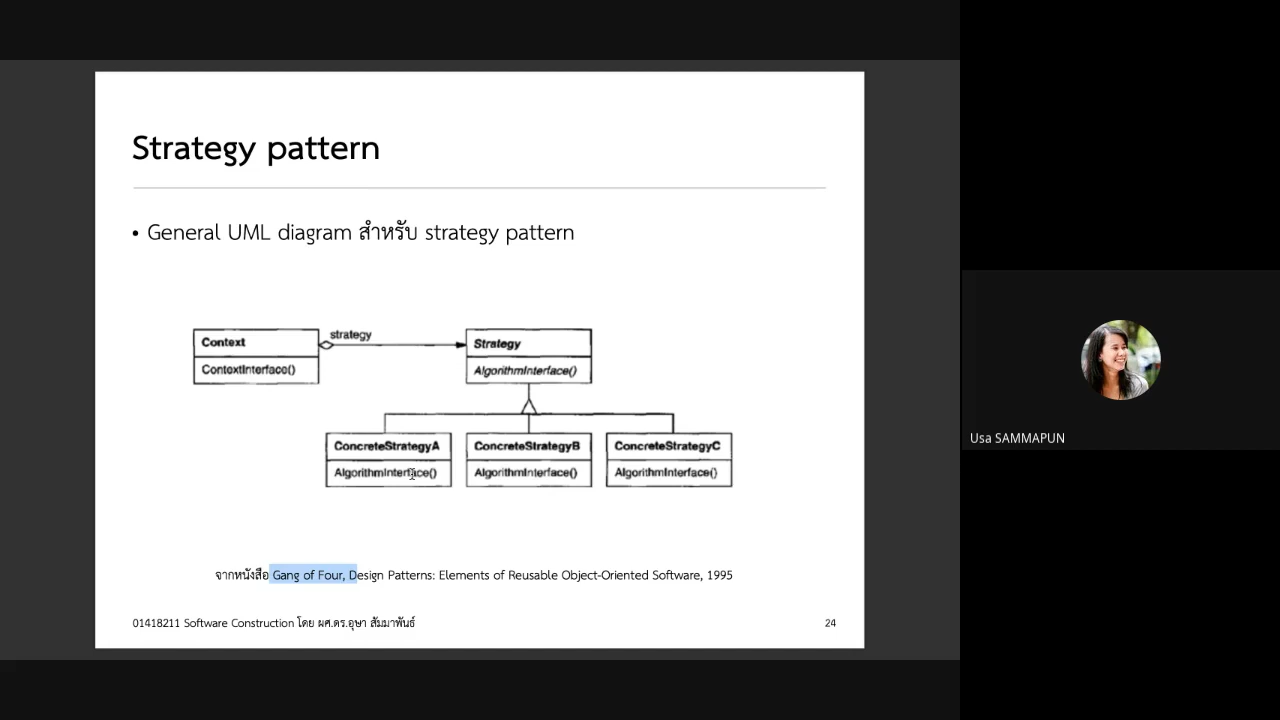 Strategy pattern
• General UML diagram สำหรับ strategy pattern
strategy
Context
Strategy
ContextInterface()
AlgorithmInterface()
ConcreteStrategyA
ConcreteStrategyB
ConcreteStrategyC
AlgorithmInterface()
AlgorithmInterface()
AlgorithmInterface()
จากหนังสือ Gang of Four, Design Patterns: Elements of Reusable Object-Oriented Software, 1995
01418211 Software Construction โดย ผศ.ดร.อุษา สัมมาพันธ์
24
Usa SAMMAPUN